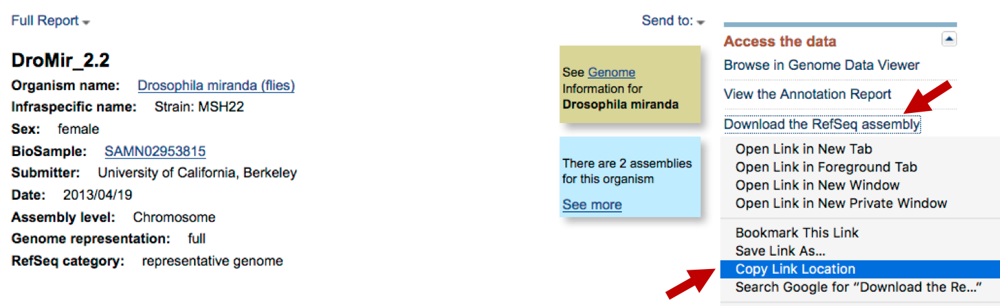 Full Report
Send to:
DroMir_2.2
Organism name: Drosophila miranda (flies)
Infraspecific name: Strain: MSH22
Sex: female
BioSample: SAMN02953815
Submitter: University of California, Berkeley
Date: 2013/04/19
Assembly level: Chromosome
Genome representation: full
RefSeq category: representative genome
See Genome
Information for
Drosophila miranda
There are 2 assemblies
for this organism
See more
Access the data
Browse in Genome Data Viewer
View the Annotation Report
Download the RefSeq assembly
Open Link in New Tab
Open Link in Foreground Tab
Open Link in New Window
Open Link in New Private Window
Bookmark This Link
Save Link As...
Copy Link Location
Search Google for “Download the Re...”